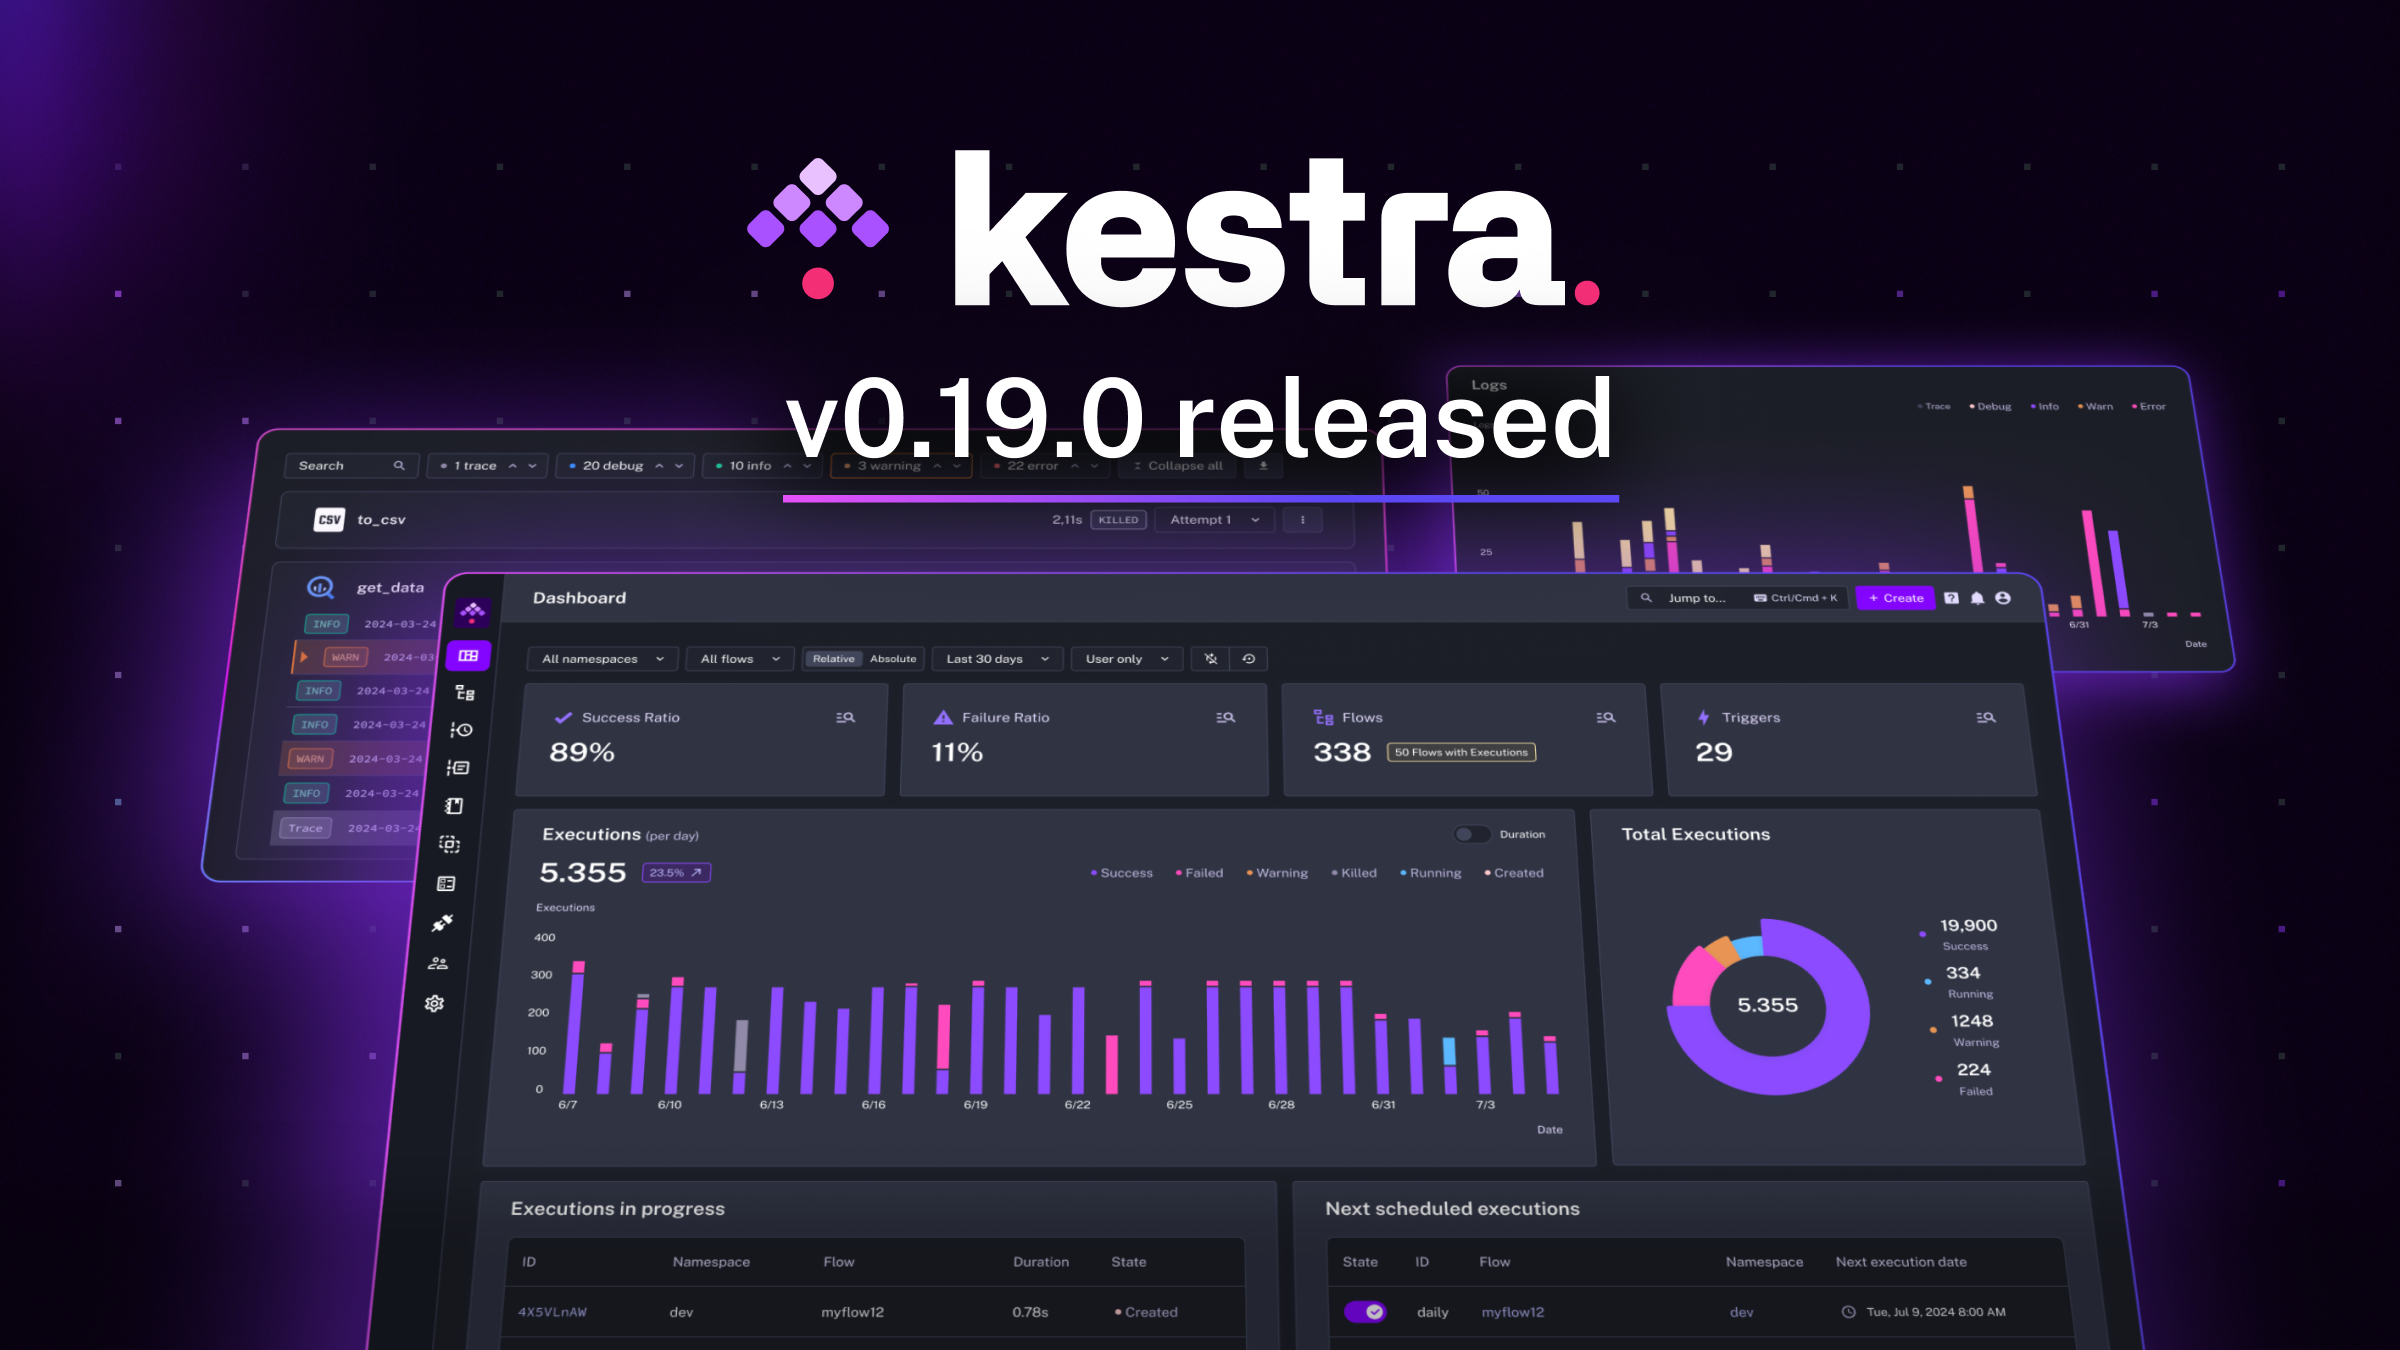 kestra.
v0.19.0 released
Logs
Trace Debug Info Warn Error
50
25
6/31 7/3
Date
Search 1 trace 20 debug 10 info 3 warning 22 error Collapse all
CSV to_csv 2,11s KILLED Attempt 1
get_data
INFO 2024-03-24
WARN 2024-03
INFO 2024-03-24
INFO 2024-03-24
WARN 2024-03-24
INFO 2024-03-24
Trace 2024-03-24
Dashboard Jump to... Ctrl/Cmd + K + Create
All namespaces All flows Relative Absolute Last 30 days User only
Success Ratio
89%
Failure Ratio
11%
Flows
338 50 Flows with Executions
Triggers
29
Executions (per day) Duration
5.355 23.5%
Success Failed Warning Killed Running Created
Executions
400
300
200
100
0
6/7 6/10 6/13 6/16 6/19 6/22 6/25 6/28 6/31 7/3
Date
Total Executions
5.355
19,900
Success
334
Running
1248
Warning
224
Failed
Executions in progress
ID Namespace Flow Duration State
4X5VLnAW dev myflow12 0.78s Created
Next scheduled executions
State ID Flow Namespace Next execution date
daily myflow12 dev Tue, Jul 9, 2024 8:00 AM